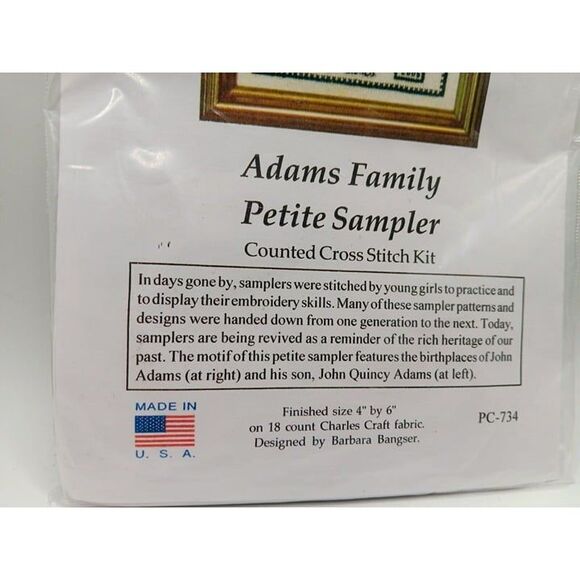 Adams Family
Petite Sampler
Counted Cross Stitch Kit
In days gone by, samplers were stitched by young girls to practice and
to display their embroidery skills. Many of these sampler patterns and
designs were handed down from one generation to the next. Today,
samplers are being revived as a reminder of the rich heritage of our
past. The motif of this petite sampler features the birthplaces of John
Adams (at right) and his son, John Quincy Adams (at left).
MADE IN
U. S. A.
Finished size 4" by 6"
on 18 count Charles Craft fabric.
Designed by Barbara Bangser.
PC-734